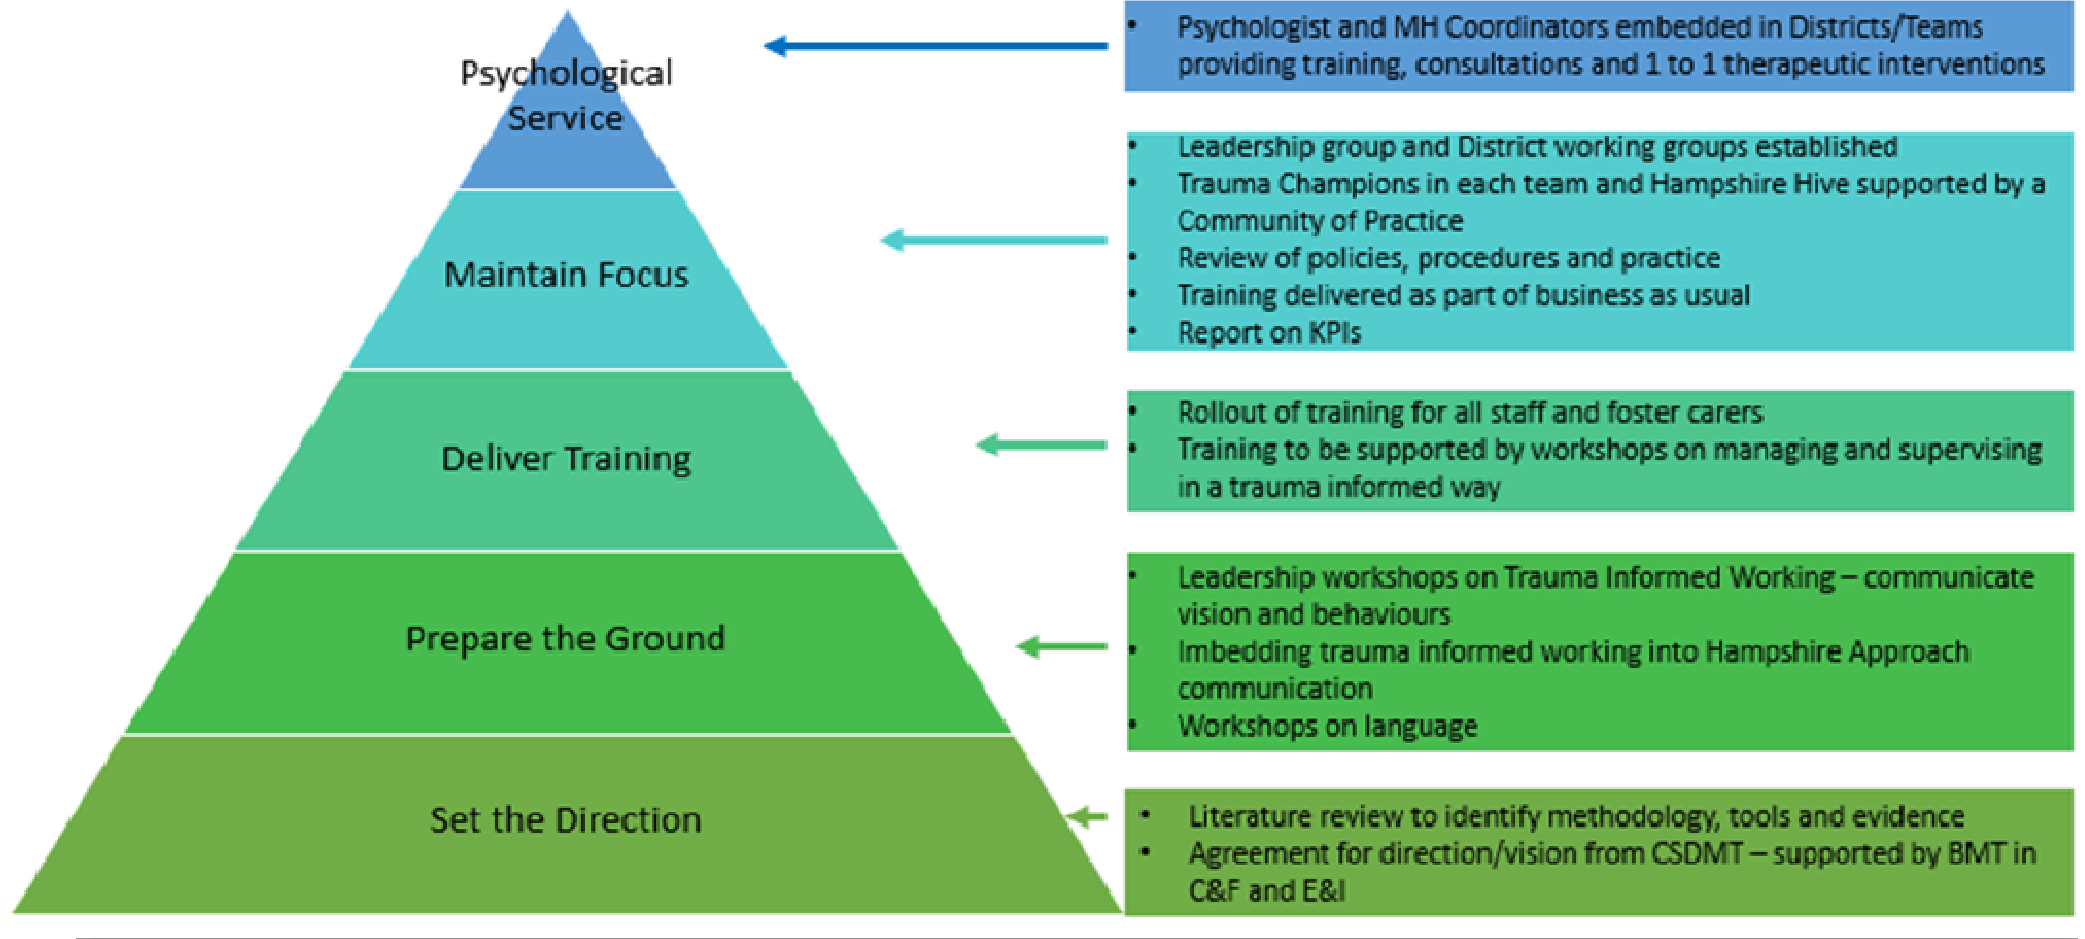 Psychological
Service
• Psychologist and MH Coordinators embedded in Districts/Teams
providing training, consultations and 1 to 1 therapeutic interventions
Maintain Focus
• Leadership group and District working groups established
• Trauma Champions in each team and Hampshire Hive supported by a
Community of Practice
• Review of policies, procedures and practice
• Training delivered as part of business as usual
• Report on KPIs
Deliver Training
• Rollout of training for all staff and foster carers
• Training to be supported by workshops on managing and supervising
in a trauma informed way
Prepare the Ground
• Leadership workshops on Trauma Informed Working – communicate
vision and behaviours
• Imbedding trauma informed working into Hampshire Approach
communication
• Workshops on language
Set the Direction
• Literature review to identify methodology, tools and evidence
• Agreement for direction/vision from CSDMT – supported by BMT in
C&F and E&I